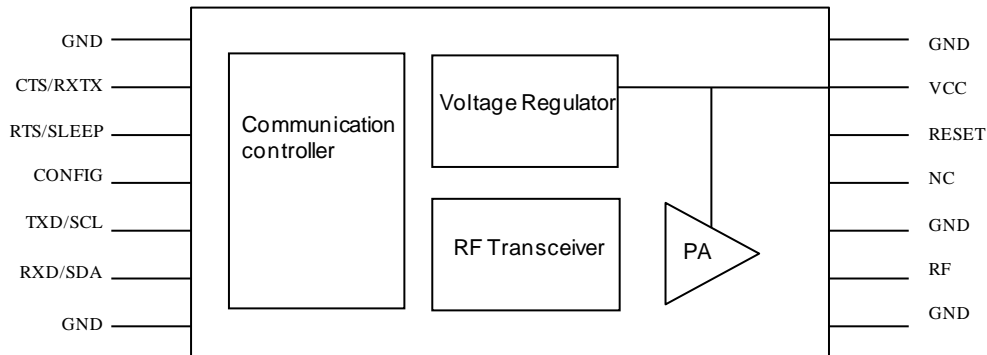 GND
CTS/RXTX
RTS/SLEEP
CONFIG
TXD/SCL
RXD/SDA
GND
Communication
controller
Voltage Regulator
RF Transceiver
PA
GND
VCC
RESET
NC
GND
RF
GND